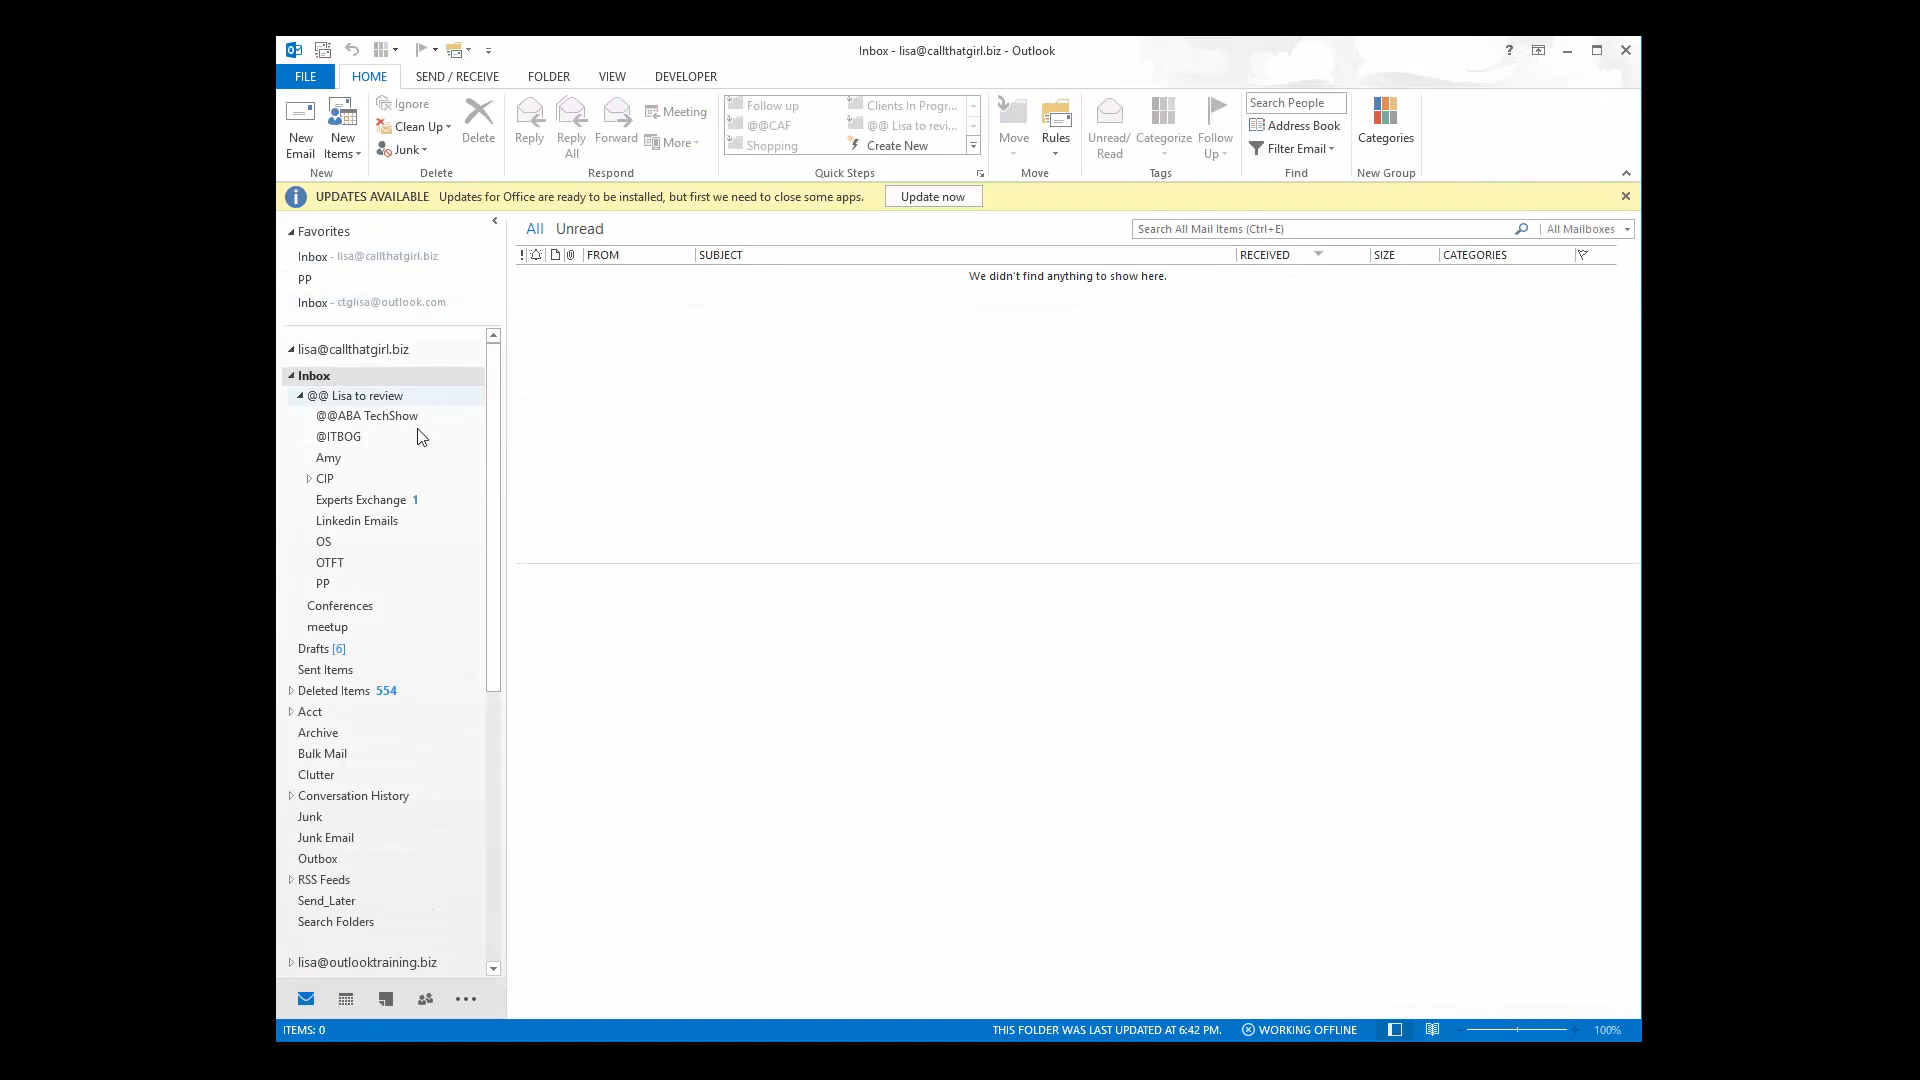 Inbox - lisa@callthatgirl.biz - Outlook
FILE HOME SEND / RECEIVE FOLDER VIEW DEVELOPER
New Email
New Items
Ignore
Clean Up
Junk
Delete
Reply
Reply All
Forward
Meeting
More
Follow up
@@CAF
Shopping
Clients In Progr...
@@ Lisa to revi...
Create New
Move
Rules
Unread/ Read
Categorize
Follow Up
Search People
Address Book
Filter Email
Categories
New Delete Respond Quick Steps Move Tags Find New Group
UPDATES AVAILABLE Updates for Office are ready to be installed, but first we need to close some apps. Update now
Favorites
Inbox - lisa@callthatgirl.biz
PP
Inbox - ctglisa@outlook.com
lisa@callthatgirl.biz
Inbox
@@ Lisa to review
@@ABA TechShow
@ITBOG
Amy
CIP
Experts Exchange 1
Linkedin Emails
OS
OTFT
PP
Conferences
meetup
Drafts [6]
Sent Items
Deleted Items 554
Acct
Archive
Bulk Mail
Clutter
Conversation History
Junk
Junk Email
Outbox
RSS Feeds
Send_Later
Search Folders
lisa@outlooktraining.biz
All Unread
Search All Mail Items (Ctrl+E) All Mailboxes
FROM SUBJECT RECEIVED SIZE CATEGORIES
We didn't find anything to show here.
ITEMS: 0 THIS FOLDER WAS LAST UPDATED AT 6:42 PM. WORKING OFFLINE 100%